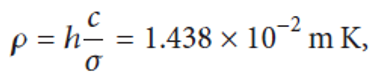 ρ = h c/σ = 1.438 × 10⁻² m K,